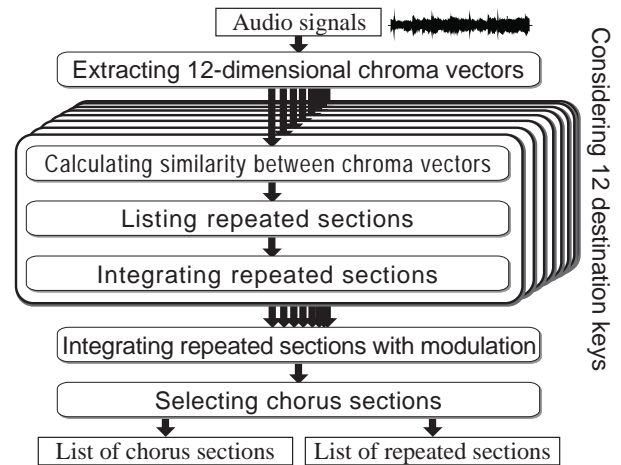 Audio signals
Extracting 12-dimensional chroma vectors
Considering 12 destination keys
Calculating similarity between chroma vectors
Listing repeated sections
Integrating repeated sections
Integrating repeated sections with modulation
Selecting chorus sections
List of chorus sections
List of repeated sections